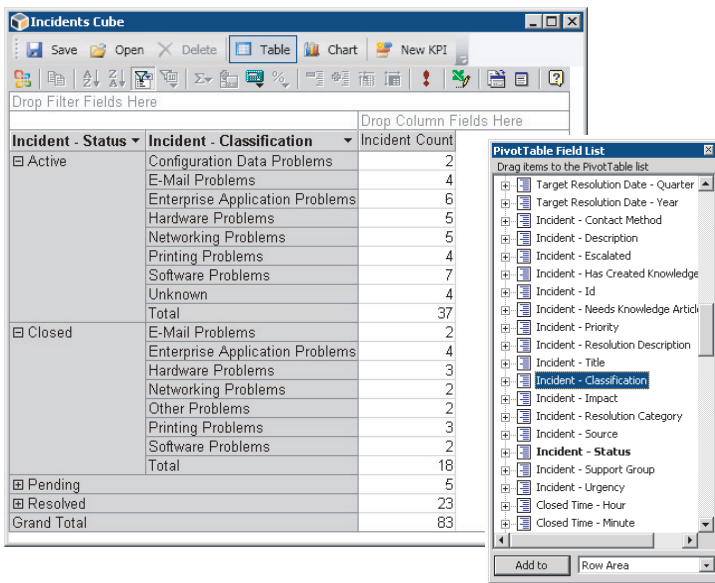 Incidents Cube
Save Open Delete Table Chart New KPI
Drop Filter Fields Here
Drop Column Fields Here
Incident - Status Incident - Classification Incident Count
Active Configuration Data Problems 2
E-Mail Problems 4
Enterprise Application Problems 6
Hardware Problems 5
Networking Problems 5
Printing Problems 4
Software Problems 7
Unknown 4
Total 37
Closed E-Mail Problems 2
Enterprise Application Problems 4
Hardware Problems 3
Networking Problems 2
Other Problems 2
Printing Problems 3
Software Problems 2
Total 18
Pending 5
Resolved 23
Grand Total 83
PivotTable Field List
Drag items to the PivotTable list
Target Resolution Date - Quarter
Target Resolution Date - Year
Incident - Contact Method
Incident - Description
Incident - Escalated
Incident - Has Created Knowledge
Incident - Id
Incident - Needs Knowledge Articl
Incident - Priority
Incident - Resolution Description
Incident - Title
Incident - Classification
Incident - Impact
Incident - Resolution Category
Incident - Source
Incident - Status
Incident - Support Group
Incident - Urgency
Closed Time - Hour
Closed Time - Minute
Add to Row Area